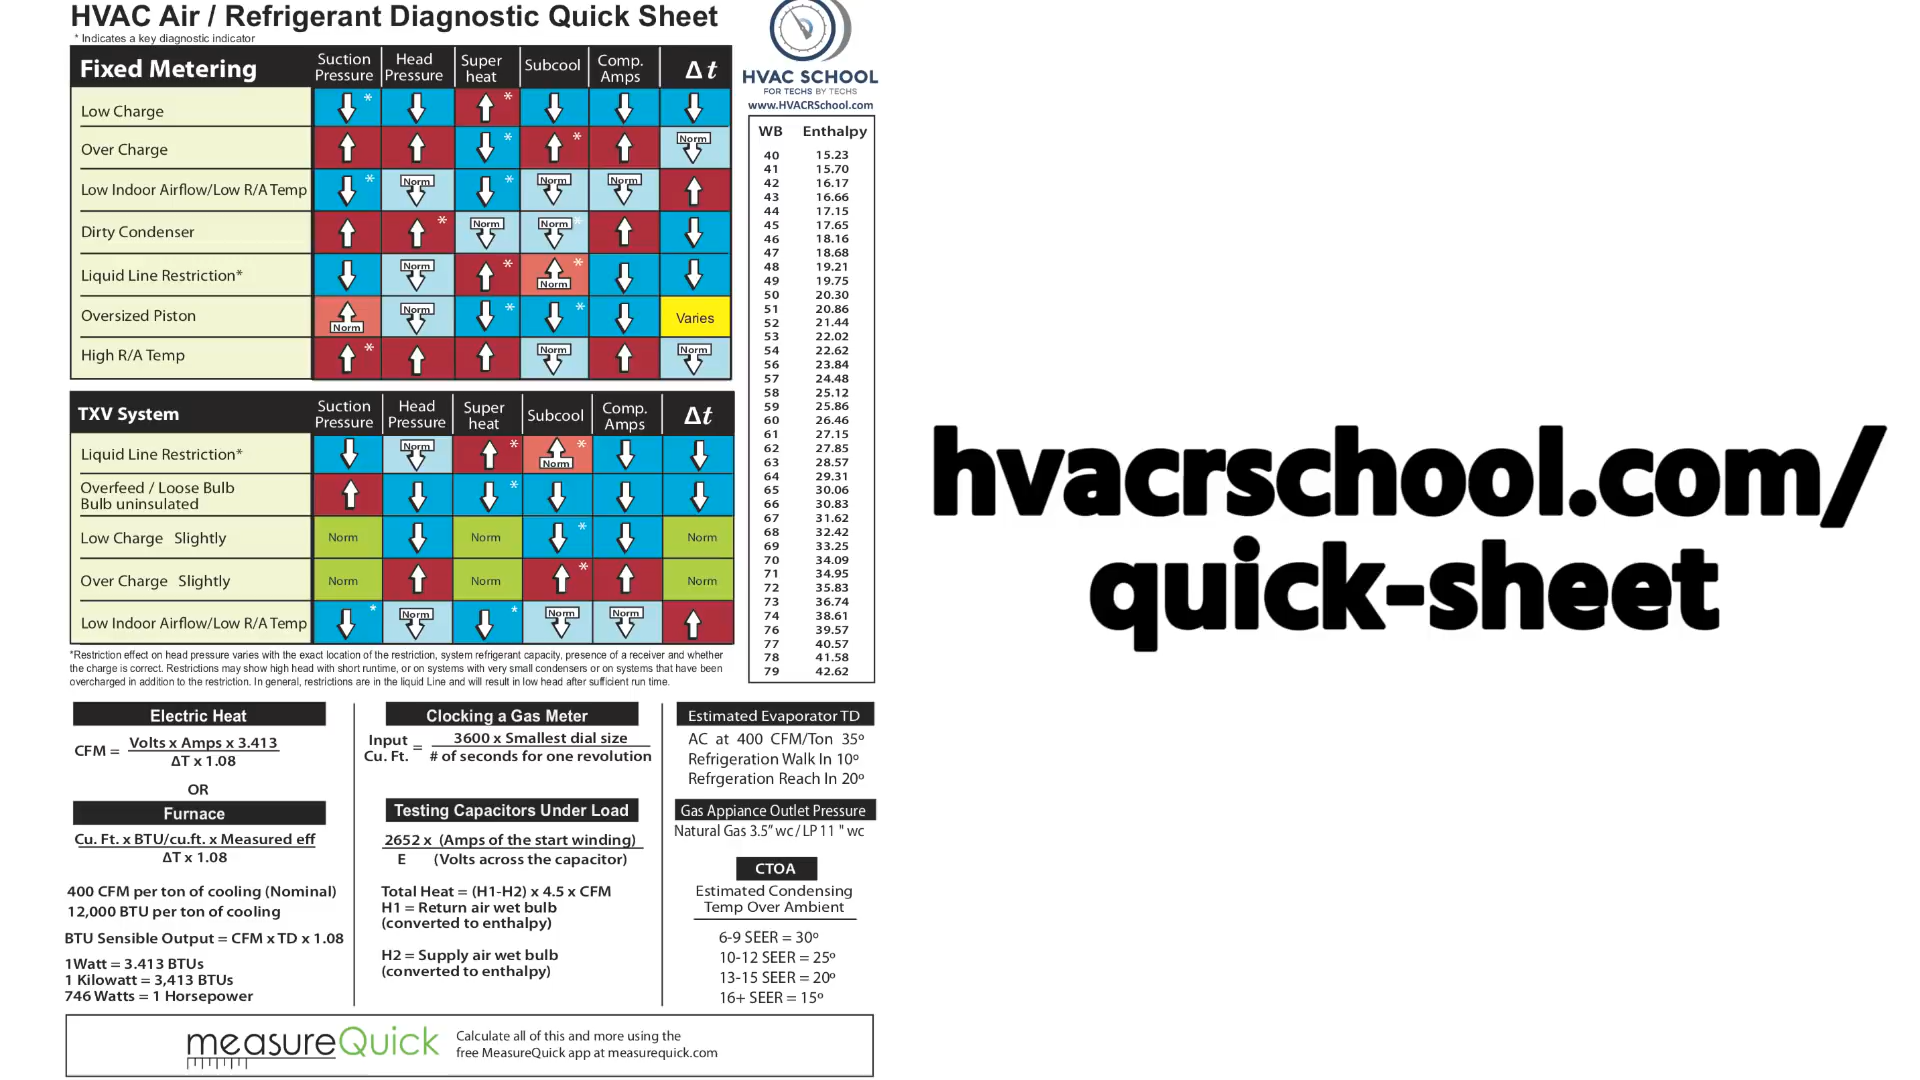 HVAC Air / Refrigerant Diagnostic Quick Sheet
* Indicates a key diagnostic indicator
Fixed Metering Suction Pressure Head Pressure Super heat Subcool Comp. Amps Δt
Low Charge * *
Over Charge * * Norm
Low Indoor Airflow/Low R/A Temp * Norm * Norm Norm
Dirty Condenser * Norm Norm *
Liquid Line Restriction* Norm * Norm *
Oversized Piston Norm Norm * * Varies
High R/A Temp * Norm Norm
TXV System Suction Pressure Head Pressure Super heat Subcool Comp. Amps Δt
Liquid Line Restriction* Norm * Norm *
Overfeed / Loose Bulb
Bulb uninsulated *
Low Charge Slightly Norm Norm * Norm
Over Charge Slightly Norm Norm * Norm
Low Indoor Airflow/Low R/A Temp * Norm * Norm Norm
*Restriction effect on head pressure varies with the exact location of the restriction, system refrigerant capacity, presence of a receiver and whether
the charge is correct. Restrictions may show high head with short runtime, or on systems with very small condensers or on systems that have been
overcharged in addition to the restriction. In general, restrictions are in the liquid Line and will result in low head after sufficient run time.
HVAC SCHOOL
FOR TECHS BY TECHS
www.HVACRSchool.com
WB Enthalpy
40 15.23
41 15.70
42 16.17
43 16.66
44 17.15
45 17.65
46 18.16
47 18.68
48 19.21
49 19.75
50 20.30
51 20.86
52 21.44
53 22.02
54 22.62
56 23.84
57 24.48
58 25.12
59 25.86
60 26.46
61 27.15
62 27.85
63 28.57
64 29.31
65 30.06
66 30.83
67 31.62
68 32.42
69 33.25
70 34.09
71 34.95
72 35.83
73 36.74
74 38.61
76 39.57
77 40.57
78 41.58
79 42.62
Electric Heat
CFM = Volts x Amps x 3.413
ΔT x 1.08
OR
Furnace
Cu. Ft. x BTU/cu.ft. x Measured eff
ΔT x 1.08
400 CFM per ton of cooling (Nominal)
12,000 BTU per ton of cooling
BTU Sensible Output = CFM x TD x 1.08
1Watt = 3.413 BTUs
1 Kilowatt = 3,413 BTUs
746 Watts = 1 Horsepower
Clocking a Gas Meter
Input Cu. Ft. = 3600 x Smallest dial size
# of seconds for one revolution
Testing Capacitors Under Load
2652 x (Amps of the start winding)
E (Volts across the capacitor)
Total Heat = (H1-H2) x 4.5 x CFM
H1 = Return air wet bulb
(converted to enthalpy)
H2 = Supply air wet bulb
(converted to enthalpy)
Estimated Evaporator TD
AC at 400 CFM/Ton 35º
Refrigeration Walk In 10º
Refrgeration Reach In 20º
Gas Appiance Outlet Pressure
Natural Gas 3.5” wc / LP 11 " wc
CTOA
Estimated Condensing
Temp Over Ambient
6-9 SEER = 30º
10-12 SEER = 25º
13-15 SEER = 20º
16+ SEER = 15º
measureQuick
Calculate all of this and more using the
free MeasureQuick app at measurequick.com
hvacrschool.com/
quick-sheet